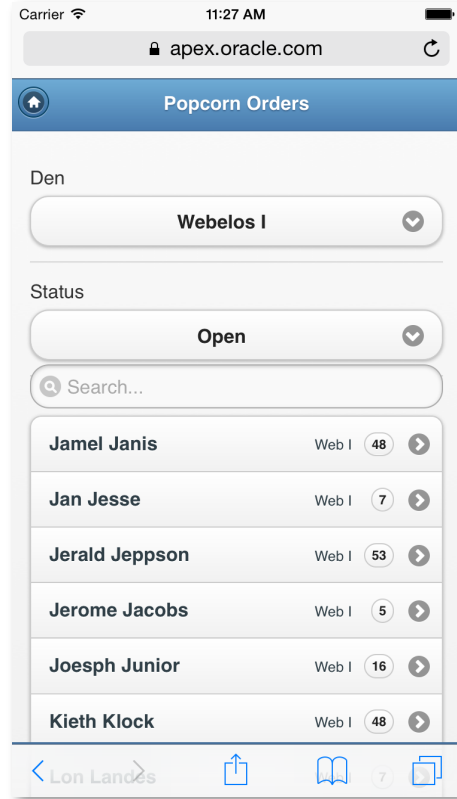 Carrier 11:27 AM
apex.oracle.com
Popcorn Orders
Den
Webelos I
Status
Open
Search...
Jamel Janis Web I 48
Jan Jesse Web I 7
Jerald Jeppson Web I 53
Jerome Jacobs Web I 5
Joesph Junior Web I 16
Kieth Klock Web I 48
Lon Landes Web I 7